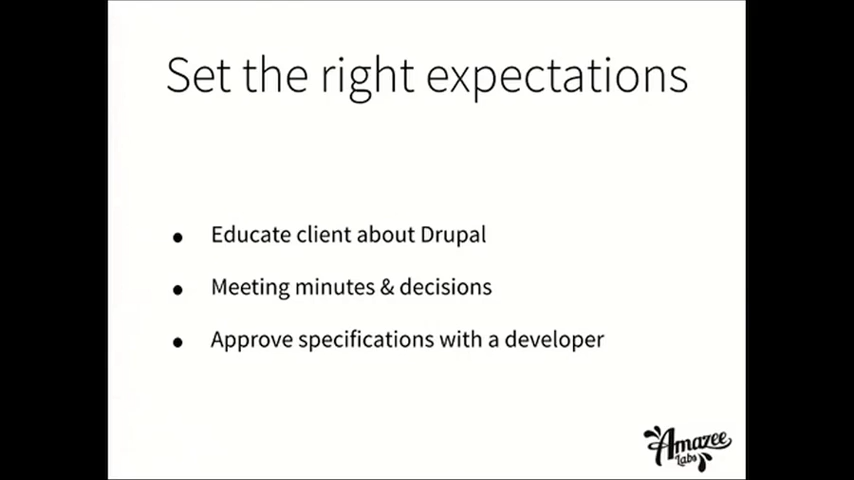 Set the right expectations
• Educate client about Drupal
• Meeting minutes & decisions
• Approve specifications with a developer
Amazee
Labs